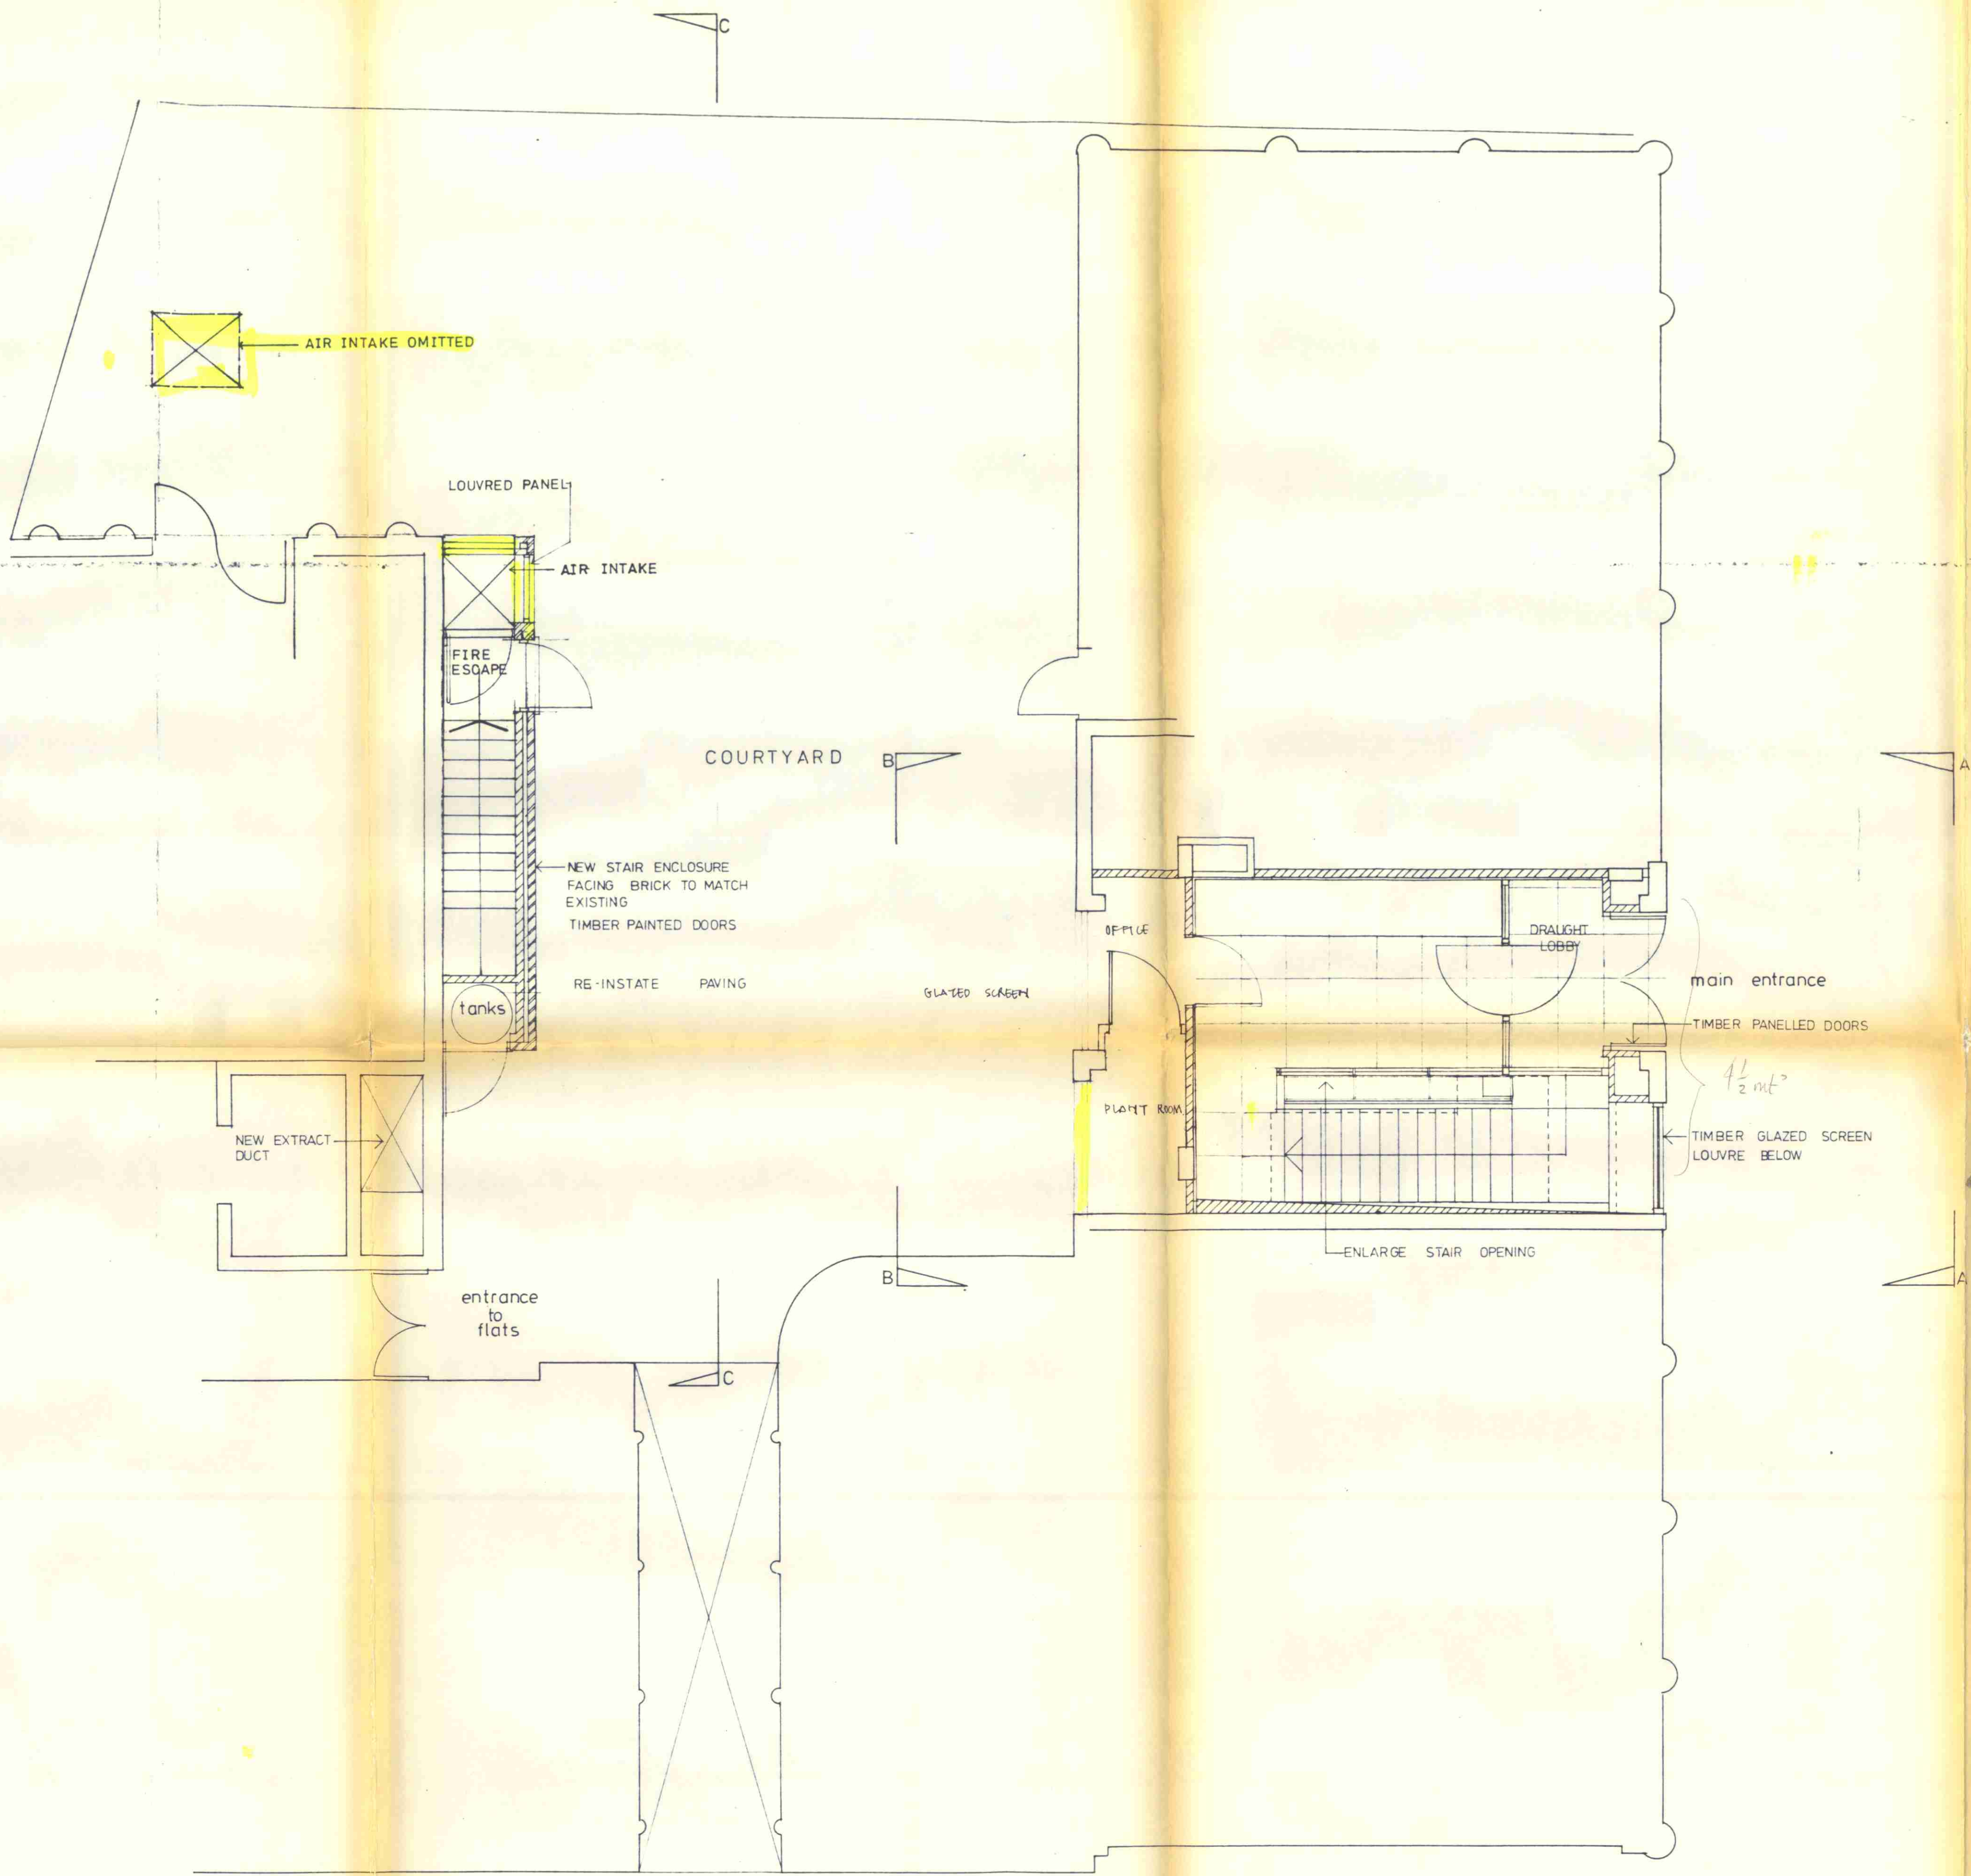 C
AIR INTAKE OMITTED
LOUVRED PANEL
AIR INTAKE
FIRE
ESCAPE
COURTYARD
B
A
NEW STAIR ENCLOSURE
FACING BRICK TO MATCH
EXISTING
TIMBER PAINTED DOORS
OFFICE
DRAUGHT
LOBBY
RE-INSTATE PAVING
GLAZED SCREEN
main entrance
tanks
TIMBER PANELLED DOORS
PLANT ROOM
NEW EXTRACT
DUCT
TIMBER GLAZED SCREEN
LOUVRE BELOW
ENLARGE STAIR OPENING
B
A
entrance
to
flats
C